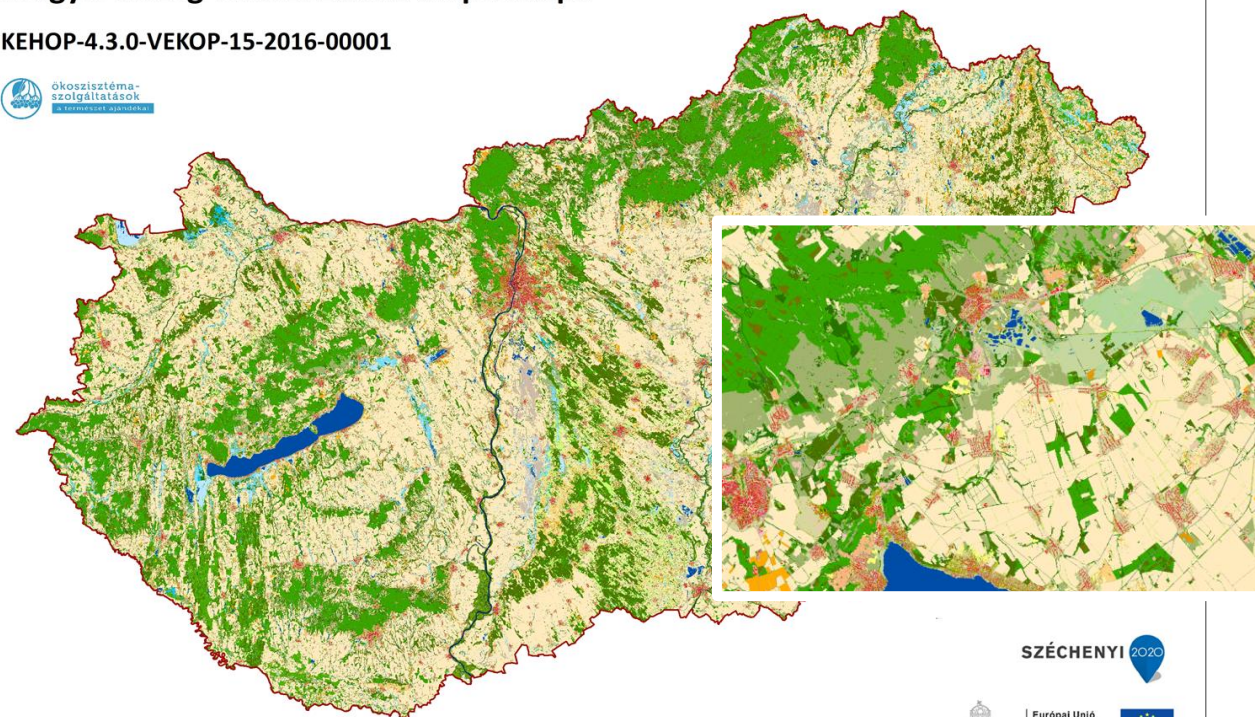 KEHOP-4.3.0-VEKOP-15-2016-00001
ökoszisztéma-
szolgáltatások
a természet ajándékai
SZÉCHENYI 2020
Európai Unió